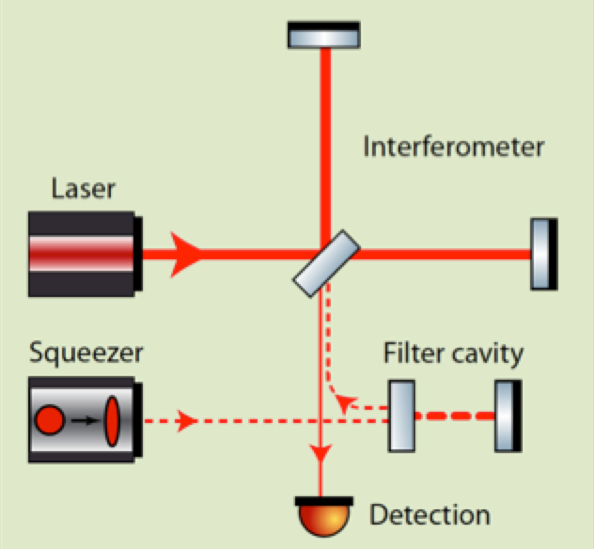 Interferometer
Laser
Squeezer
Filter cavity
Detection